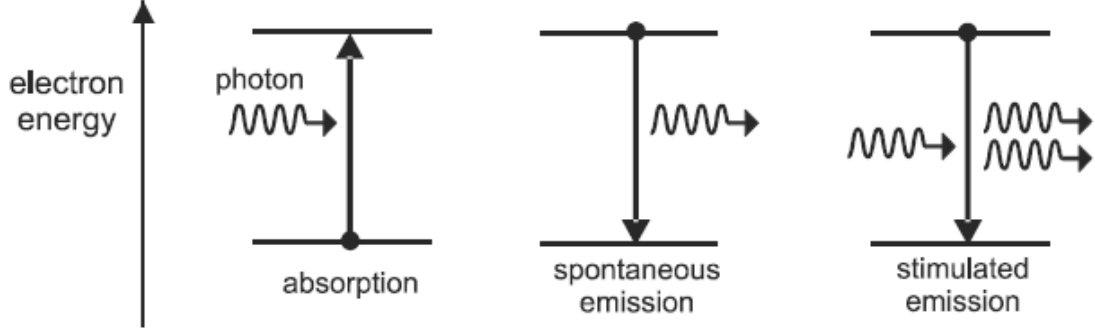 electron
energy
photon
absorption
spontaneous
emission
stimulated
emission